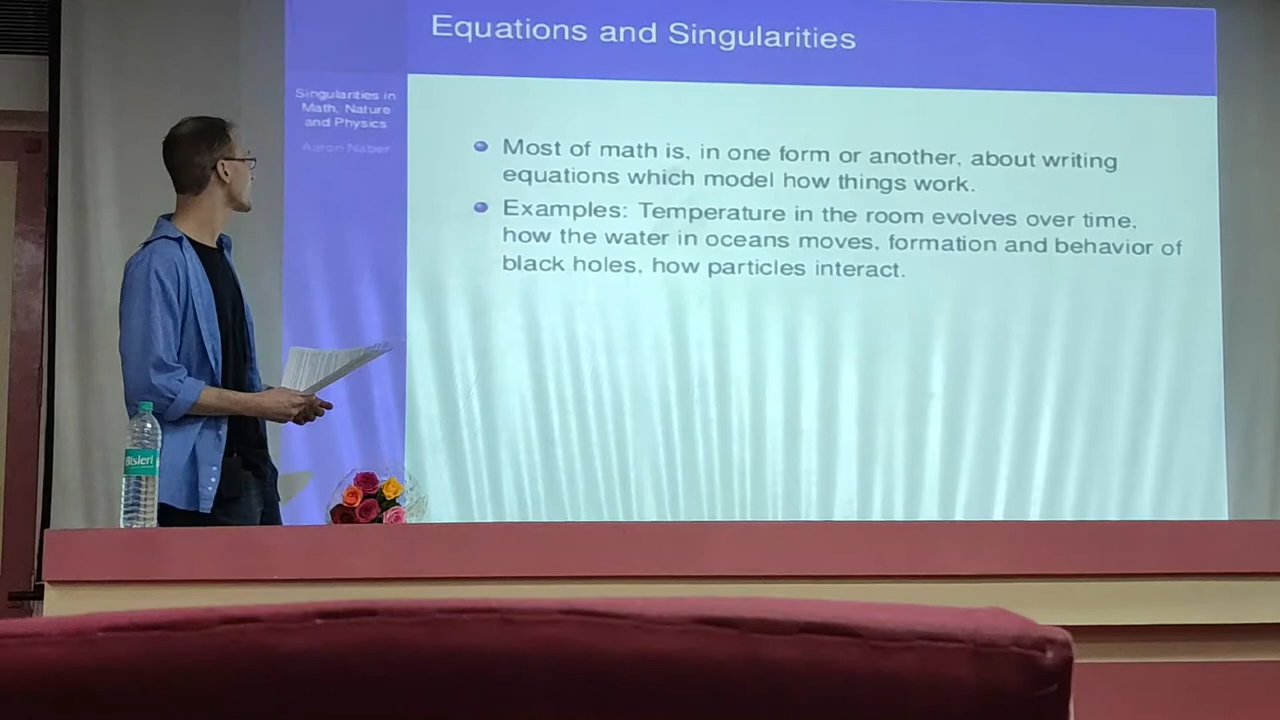 Equations and Singularities
Singularities in
Math, Nature
and Physics
Aaron Naber
Most of math is, in one form or another, about writing
equations which model how things work.
Examples: Temperature in the room evolves over time,
how the water in oceans moves, formation and behavior of
black holes, how particles interact.
Bisleri